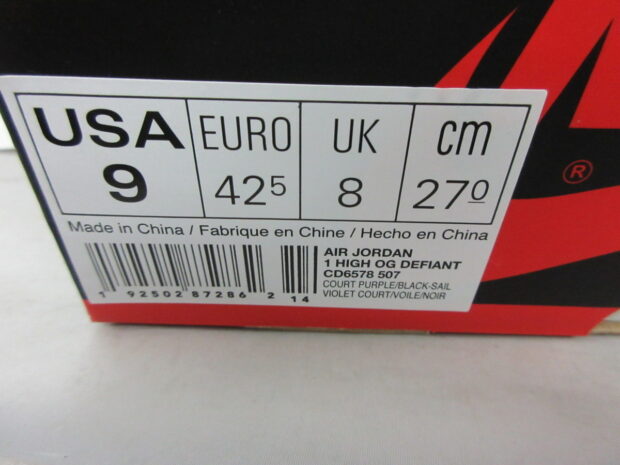 USA EURO UK cm
9 42 5 8 27 0
Made in China / Fabrique en Chine / Hecho en China
AIR JORDAN
1 HIGH OG DEFIANT
CD6578 507
COURT PURPLE/BLACK-SAIL
VIOLET COURT/VOILE/NOIR
1 92502 87286 2 14
®